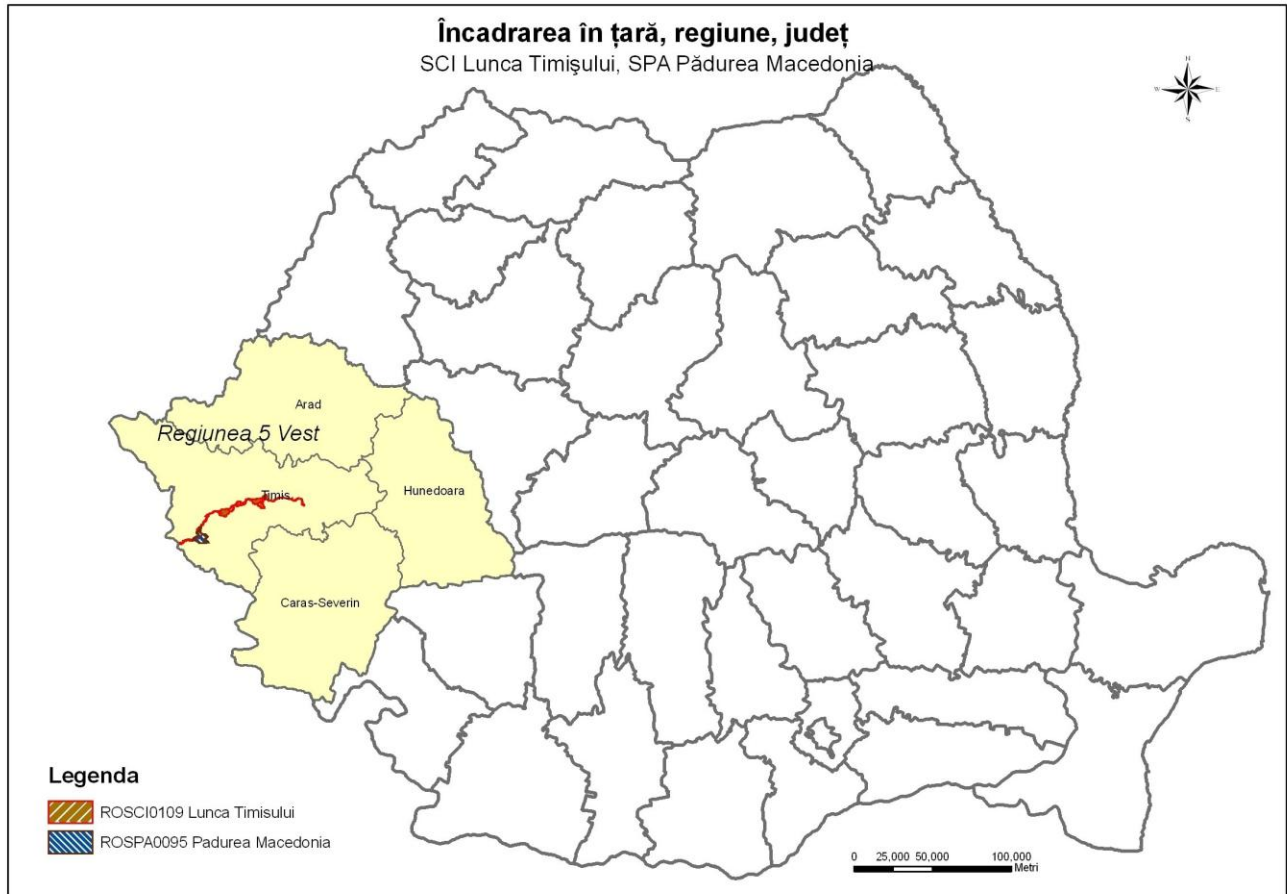 Încadrarea în țară, regiune, județ
SCI Lunca Timişului, SPA Pădurea Macedonia
N
W E
S
Arad
Regiunea 5 Vest
Timis
Hunedoara
Caras-Severin
Legenda
ROSCI0109 Lunca Timisului
ROSPA0095 Padurea Macedonia
0 25,000 50,000 100,000
Metri